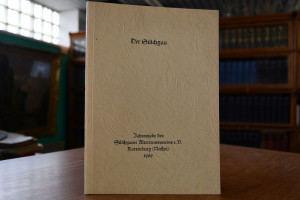 Der Sülchgau
Jahresgabe des
Sülchgauer Altertumsvereins e.V.
Rottenburg (Neckar)